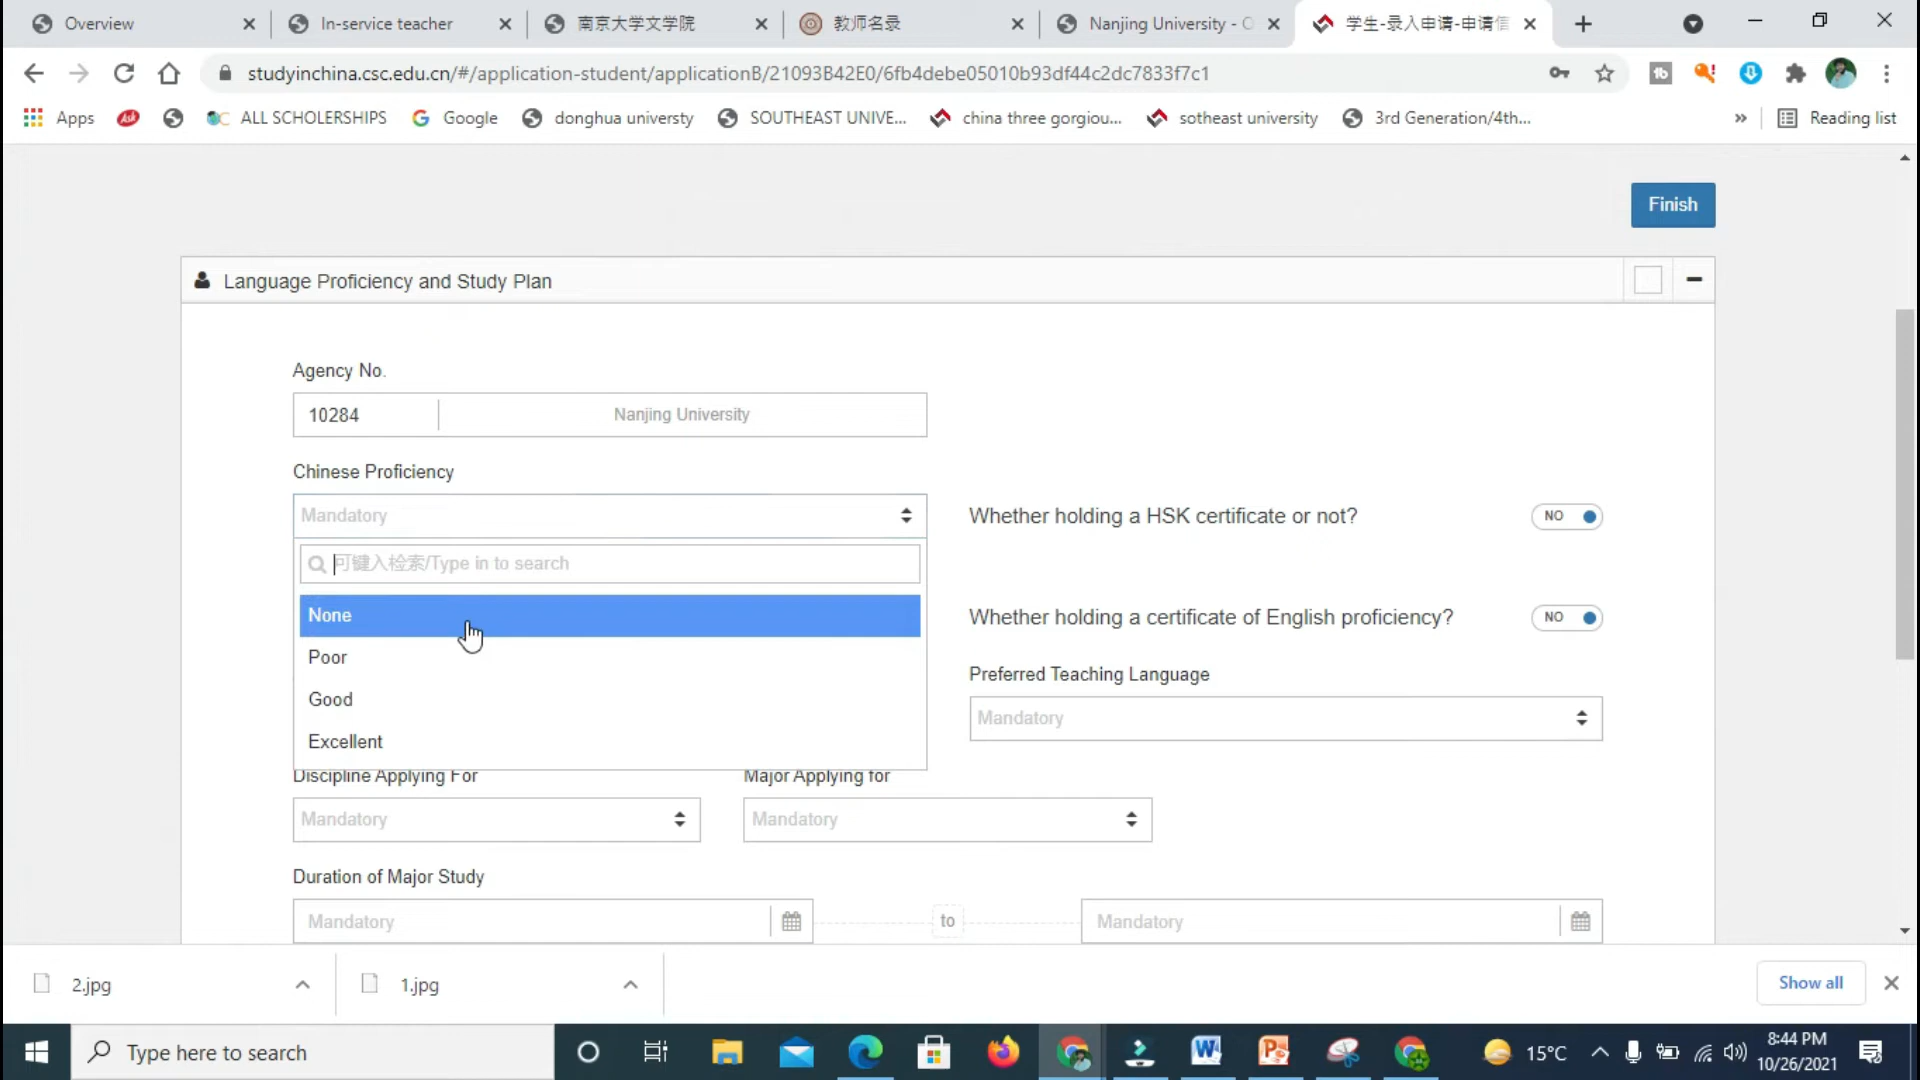 Overview
In-service teacher
南京大学文学院
教师名录
Nanjing University - C
学生-录入申请-申请信
studyinchina.csc.edu.cn/#/application-student/applicationB/21093B42E0/6fb4debe05010b93df44c2dc7833f7c1
Apps
Ask
ALL SCHOLERSHIPS
Google
donghua universty
SOUTHEAST UNIVE...
china three gorgiou...
sotheast university
3rd Generation/4th...
»
Reading list
Finish
Language Proficiency and Study Plan
Agency No.
10284
Nanjing University
Chinese Proficiency
Mandatory
Whether holding a HSK certificate or not?
NO
可键入检索/Type in to search
None
Whether holding a certificate of English proficiency?
NO
Poor
Preferred Teaching Language
Good
Mandatory
Excellent
Discipline Applying For
Major Applying for
Mandatory
Mandatory
Duration of Major Study
Mandatory
to
Mandatory
2.jpg
1.jpg
Show all
Type here to search
15°C
8:44 PM
10/26/2021